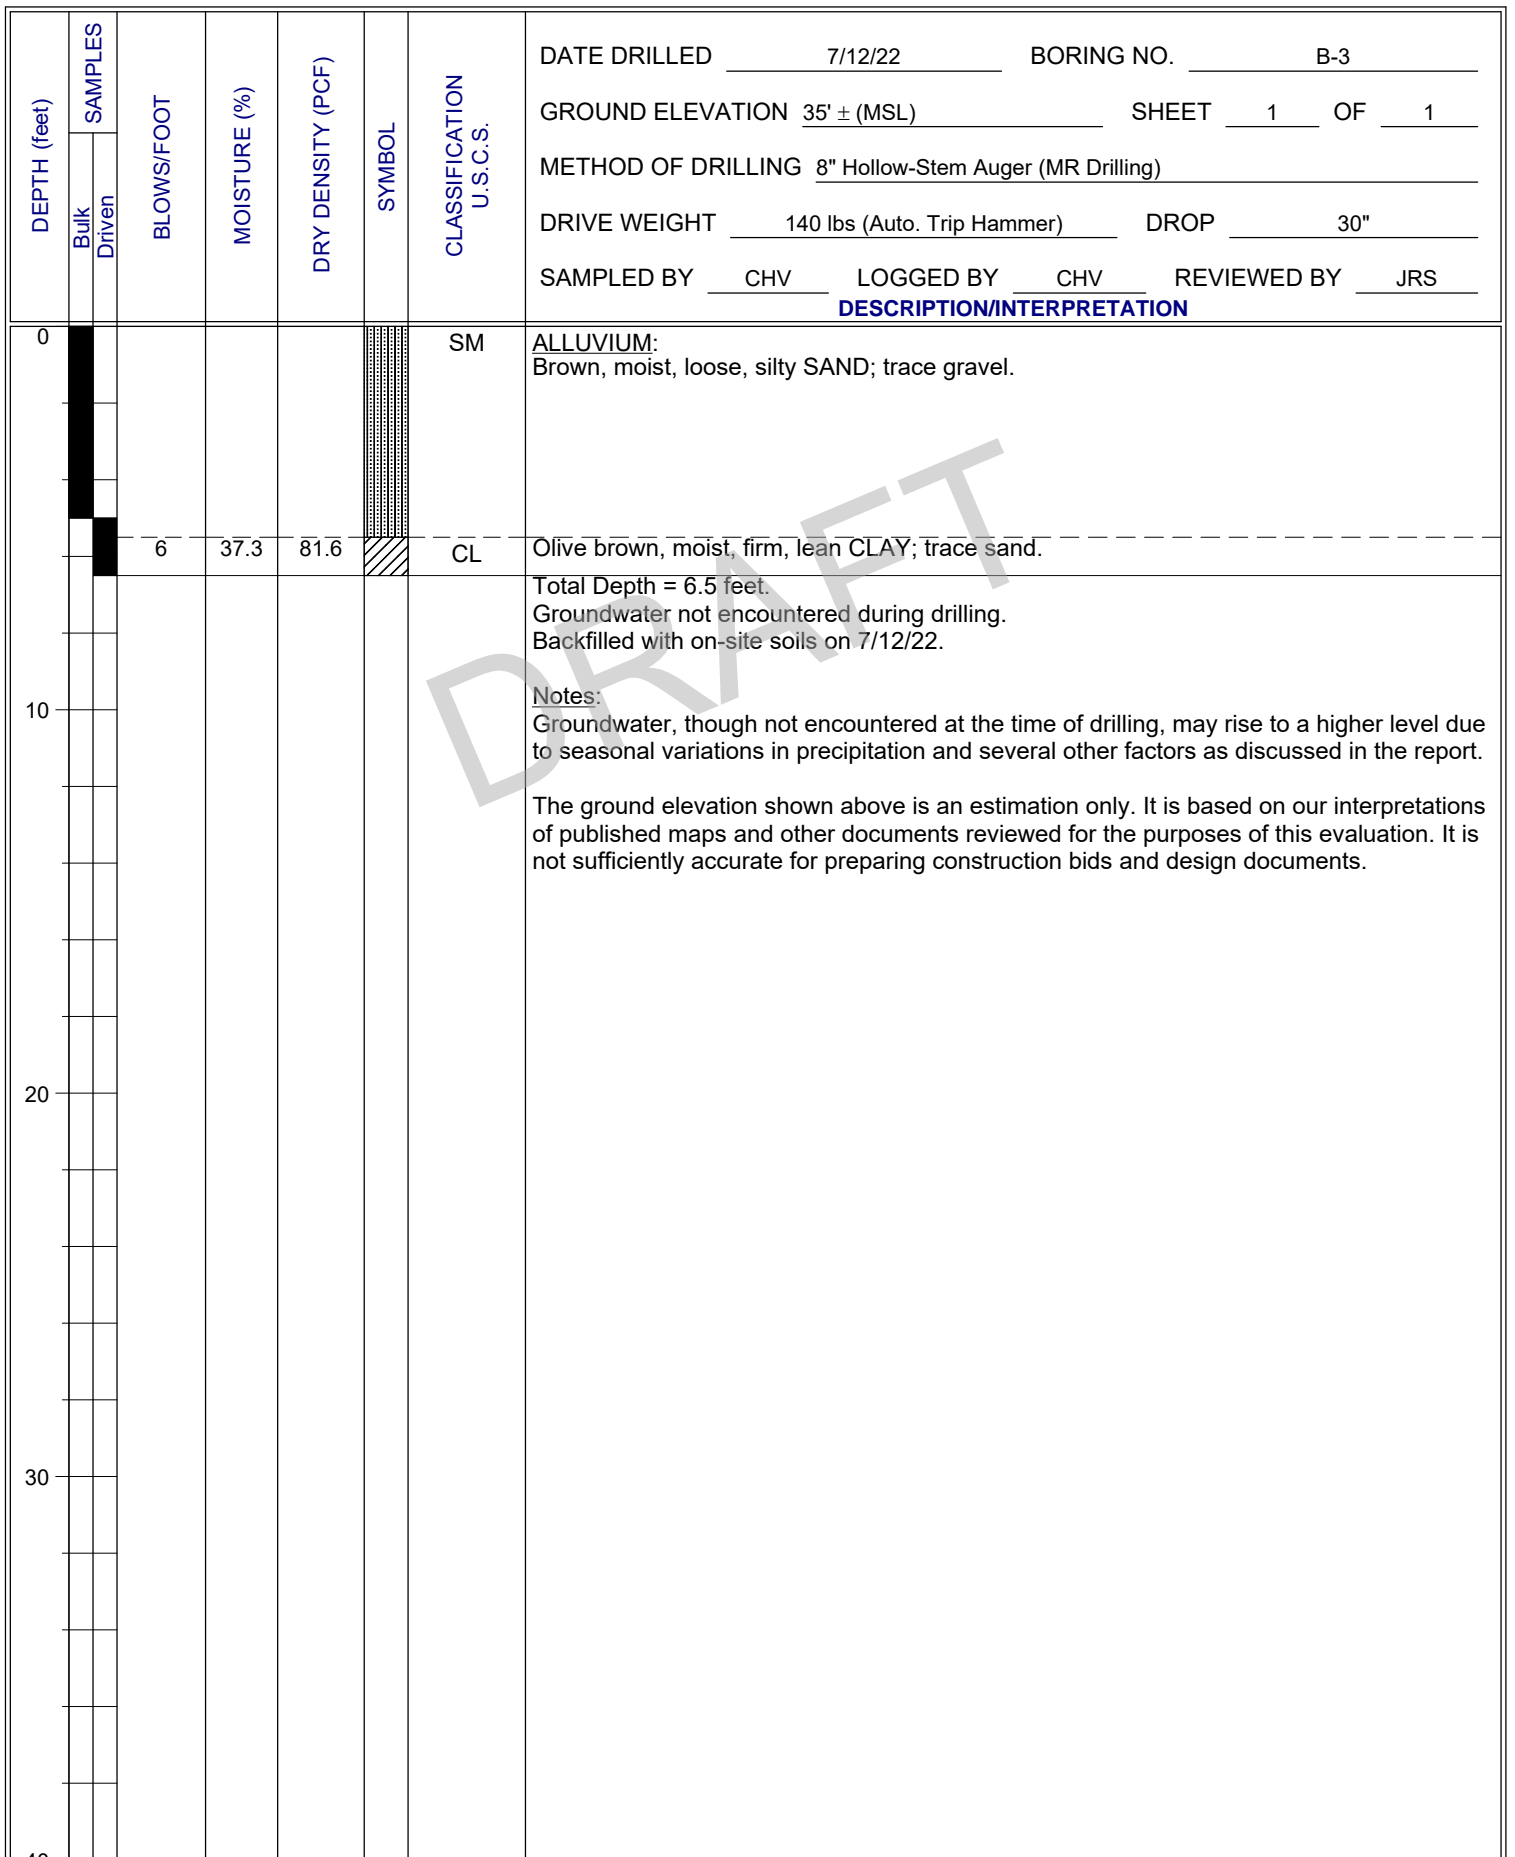 DEPTH (feet)
SAMPLES
Bulk
Driven
BLOWS/FOOT
MOISTURE (%)
DRY DENSITY (PCF)
SYMBOL
CLASSIFICATION
U.S.C.S.
DATE DRILLED 7/12/22 BORING NO. B-3
GROUND ELEVATION 35' ± (MSL) SHEET 1 OF 1
METHOD OF DRILLING 8" Hollow-Stem Auger (MR Drilling)
DRIVE WEIGHT 140 lbs (Auto. Trip Hammer) DROP 30"
SAMPLED BY CHV LOGGED BY CHV REVIEWED BY JRS
DESCRIPTION/INTERPRETATION
0 SM ALLUVIUM:
Brown, moist, loose, silty SAND; trace gravel.
6 37.3 81.6 CL Olive brown, moist, firm, lean CLAY; trace sand.
Total Depth = 6.5 feet.
Groundwater not encountered during drilling.
Backfilled with on-site soils on 7/12/22.
Notes:
10
Groundwater, though not encountered at the time of drilling, may rise to a higher level due
to seasonal variations in precipitation and several other factors as discussed in the report.
The ground elevation shown above is an estimation only. It is based on our interpretations
of published maps and other documents reviewed for the purposes of this evaluation. It is
not sufficiently accurate for preparing construction bids and design documents.
DRAFT
20
30